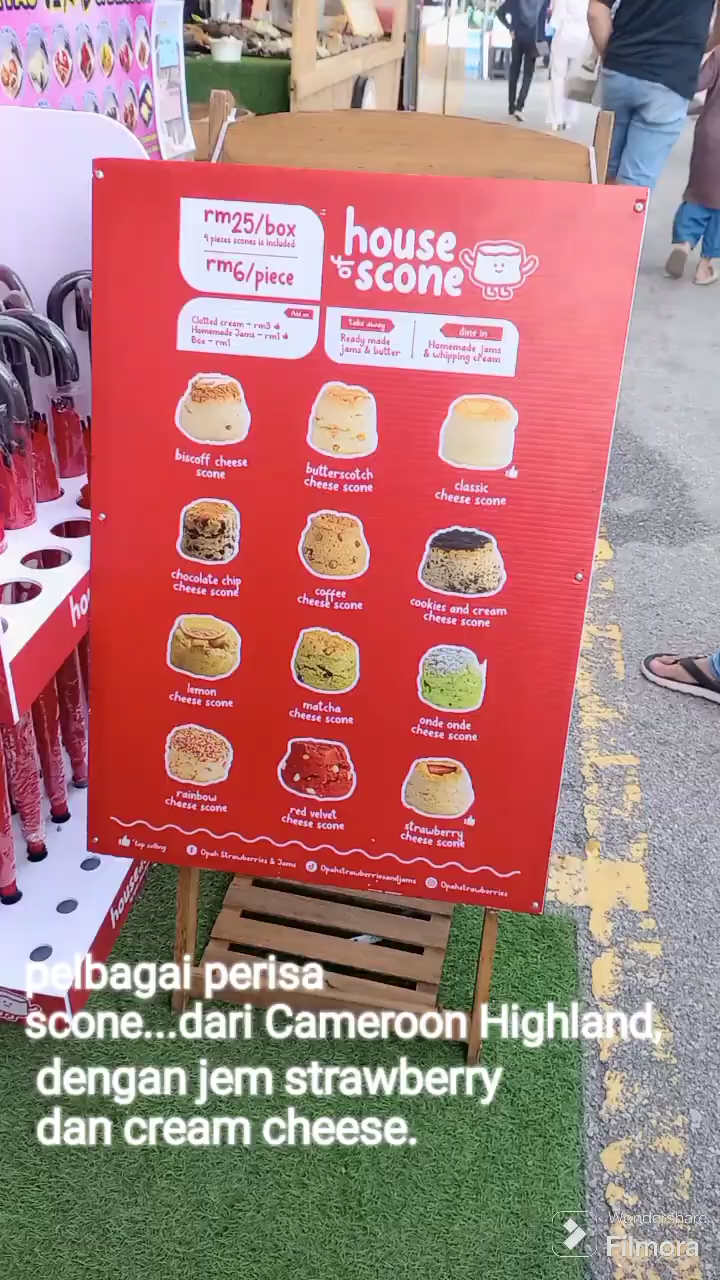 rm25/box
4 pieces scones is included
rm6/piece
house
of scone
Add on
Clotted cream - rm3
Homemade Jams - rm1
Box - rm1
take away
Ready made
jams & butter
dine in
Homemade jams
& whipping cream
biscoff cheese
scone
butterscotch
cheese scone
classic
cheese scone
chocolate chip
cheese scone
coffee
cheese scone
cookies and cream
cheese scone
lemon
cheese scone
matcha
cheese scone
onde onde
cheese scone
rainbow
cheese scone
red velvet
cheese scone
strawberry
cheese scone
top selling
Opah Strawberries & Jams
Opahstrawberriesandjams
Opahstrawberries
pelbagai perisa
scone...dari Cameroon Highland,
dengan jem strawberry
dan cream cheese.
Wondershare
Filmora